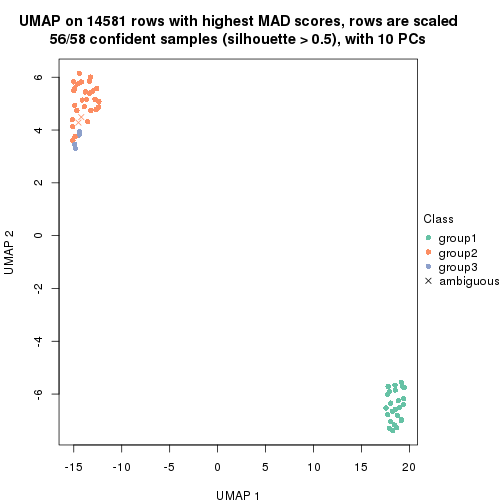 UMAP on 14581 rows with highest MAD scores, rows are scaled
56/58 confident samples (silhouette > 0.5), with 10 PCs
6
4
2
0
-2
-4
-6
UMAP 2
-15
-10
-5
0
5
10
15
20
UMAP 1
Class
group1
group2
group3
ambiguous